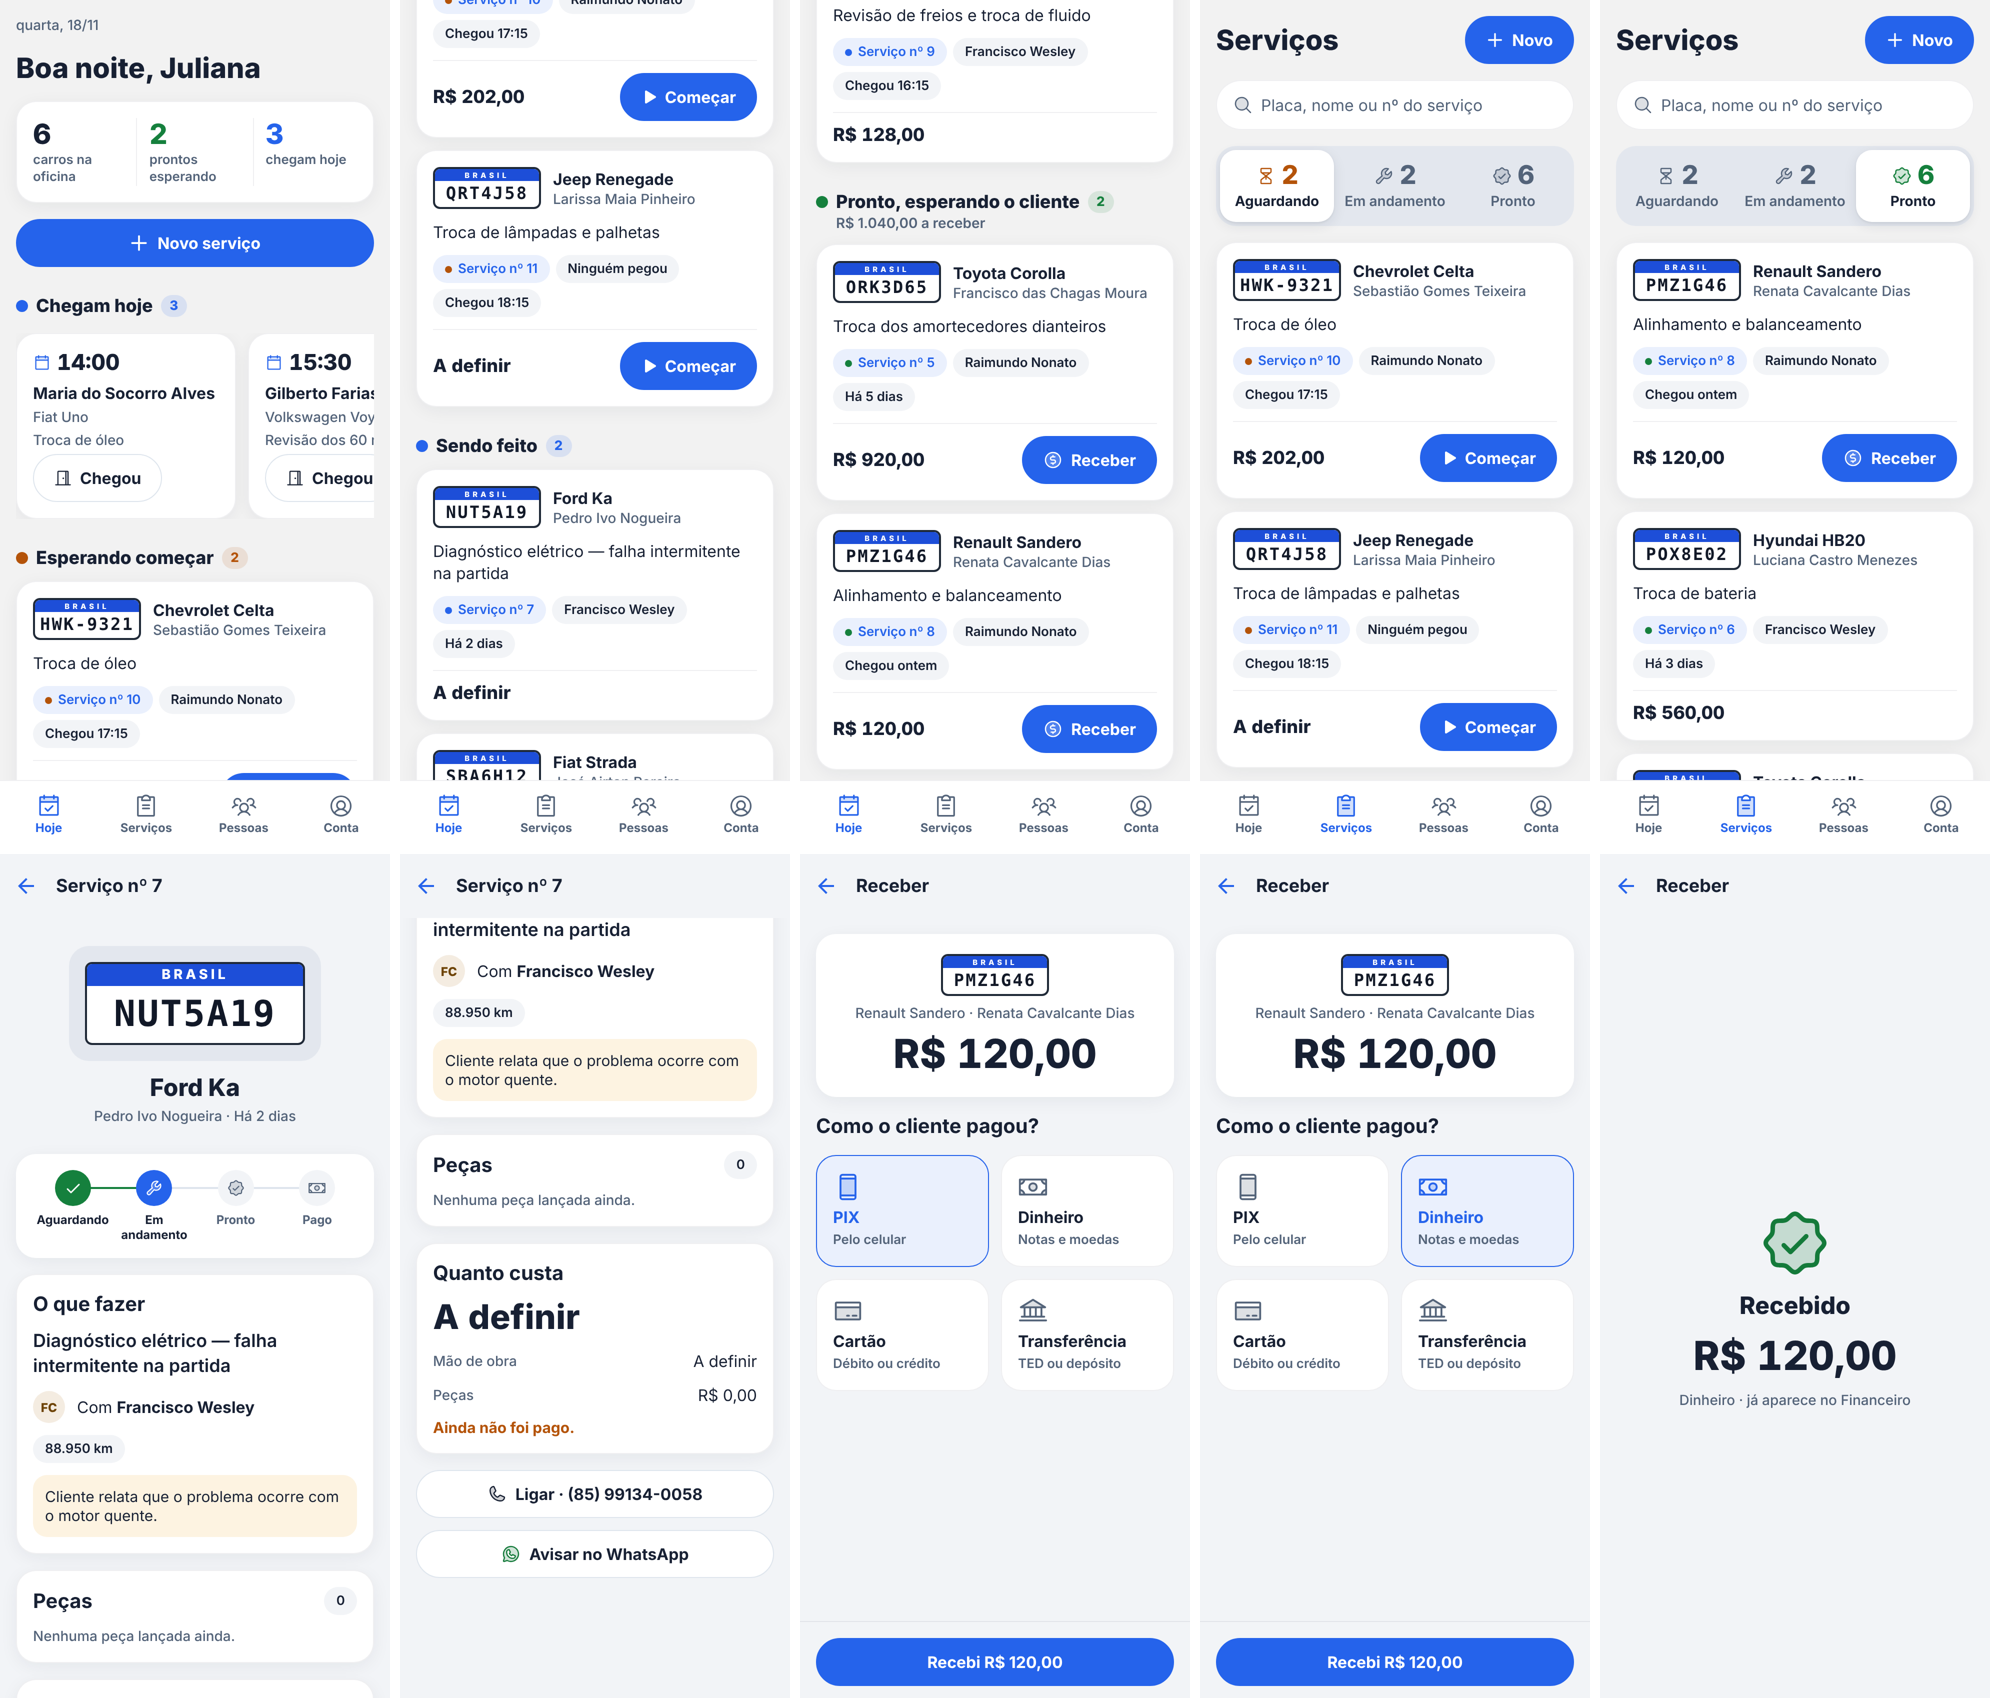 quarta, 18/11
Boa noite, Juliana
6
carros na
oficina
2
prontos
esperando
3
chegam hoje
Novo serviço
Chegam hoje 3
14:00
Maria do Socorro Alves
Fiat Uno
Troca de óleo
Chegou
15:30
Gilberto Farias
Volkswagen Voy
Revisão dos 60
Chegou
Esperando começar 2
BRASIL
HWK-9321
Chevrolet Celta
Sebastião Gomes Teixeira
Troca de óleo
Serviço nº 10
Raimundo Nonato
Chegou 17:15
Hoje
Serviços
Pessoas
Conta
Serviço nº 10
Raimundo Nonato
Chegou 17:15
R$ 202,00
Começar
BRASIL
QRT4J58
Jeep Renegade
Larissa Maia Pinheiro
Troca de lâmpadas e palhetas
Serviço nº 11
Ninguém pegou
Chegou 18:15
A definir
Começar
Sendo feito 2
BRASIL
NUT5A19
Ford Ka
Pedro Ivo Nogueira
Diagnóstico elétrico — falha intermitente
na partida
Serviço nº 7
Francisco Wesley
Há 2 dias
A definir
BRASIL
SBA6H12
Fiat Strada
Hoje
Serviços
Pessoas
Conta
Revisão de freios e troca de fluido
Serviço nº 9
Francisco Wesley
Chegou 16:15
R$ 128,00
Pronto, esperando o cliente 2
R$ 1.040,00 a receber
BRASIL
ORK3D65
Toyota Corolla
Francisco das Chagas Moura
Troca dos amortecedores dianteiros
Serviço nº 5
Raimundo Nonato
Há 5 dias
R$ 920,00
Receber
BRASIL
PMZ1G46
Renault Sandero
Renata Cavalcante Dias
Alinhamento e balanceamento
Serviço nº 8
Raimundo Nonato
Chegou ontem
R$ 120,00
Receber
Hoje
Serviços
Pessoas
Conta
Serviços
Novo
Placa, nome ou nº do serviço
2
Aguardando
2
Em andamento
6
Pronto
BRASIL
HWK-9321
Chevrolet Celta
Sebastião Gomes Teixeira
Troca de óleo
Serviço nº 10
Raimundo Nonato
Chegou 17:15
R$ 202,00
Começar
BRASIL
QRT4J58
Jeep Renegade
Larissa Maia Pinheiro
Troca de lâmpadas e palhetas
Serviço nº 11
Ninguém pegou
Chegou 18:15
A definir
Começar
Hoje
Serviços
Pessoas
Conta
Serviços
Novo
Placa, nome ou nº do serviço
2
Aguardando
2
Em andamento
6
Pronto
BRASIL
PMZ1G46
Renault Sandero
Renata Cavalcante Dias
Alinhamento e balanceamento
Serviço nº 8
Raimundo Nonato
Chegou ontem
R$ 120,00
Receber
BRASIL
POX8E02
Hyundai HB20
Luciana Castro Menezes
Troca de bateria
Serviço nº 6
Francisco Wesley
Há 3 dias
R$ 560,00
BRASIL
Toyota Corolla
Hoje
Serviços
Pessoas
Conta
Serviço nº 7
BRASIL
NUT5A19
Ford Ka
Pedro Ivo Nogueira · Há 2 dias
Aguardando
Em
andamento
Pronto
Pago
O que fazer
Diagnóstico elétrico — falha
intermitente na partida
FC
Com Francisco Wesley
88.950 km
Cliente relata que o problema ocorre com
o motor quente.
Peças
0
Nenhuma peça lançada ainda.
Serviço nº 7
intermitente na partida
FC
Com Francisco Wesley
88.950 km
Cliente relata que o problema ocorre com
o motor quente.
Peças
0
Nenhuma peça lançada ainda.
Quanto custa
A definir
Mão de obra
A definir
Peças
R$ 0,00
Ainda não foi pago.
Ligar · (85) 99134-0058
Avisar no WhatsApp
Receber
BRASIL
PMZ1G46
Renault Sandero · Renata Cavalcante Dias
R$ 120,00
Como o cliente pagou?
PIX
Pelo celular
Dinheiro
Notas e moedas
Cartão
Débito ou crédito
Transferência
TED ou depósito
Recebi R$ 120,00
Receber
BRASIL
PMZ1G46
Renault Sandero · Renata Cavalcante Dias
R$ 120,00
Como o cliente pagou?
PIX
Pelo celular
Dinheiro
Notas e moedas
Cartão
Débito ou crédito
Transferência
TED ou depósito
Recebi R$ 120,00
Receber
Recebido
R$ 120,00
Dinheiro · já aparece no Financeiro